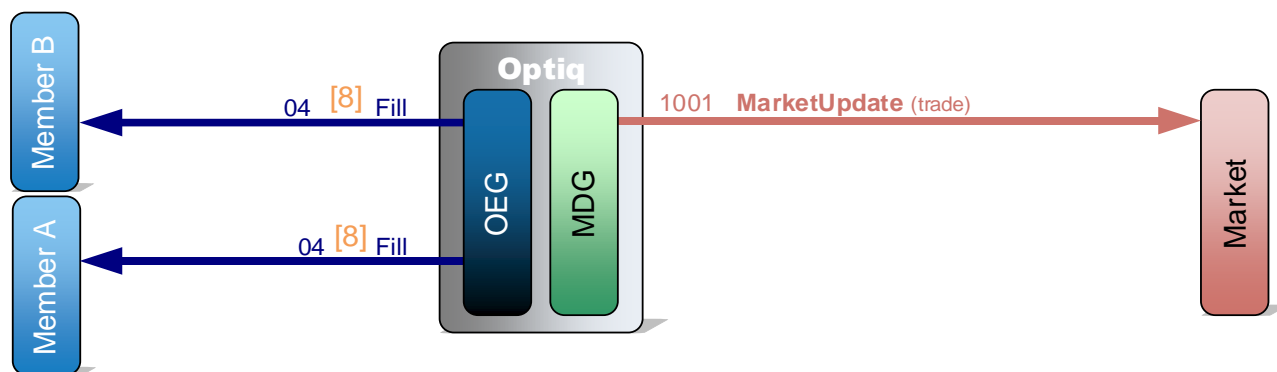 Member B
04 [8] Fill
Optiq
OEG
MDG
1001 MarketUpdate (trade)
Market
Member A
04 [8] Fill